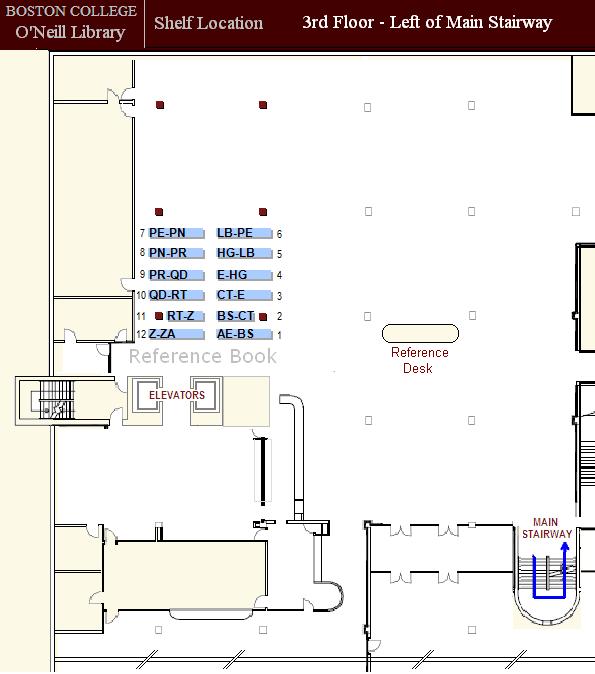 BOSTON COLLEGE
O'Neill Library
Shelf Location
3rd Floor - Left of Main Stairway
7 PE-PN LB-PE 6
8 PN-PR HG-LB 5
9 PR-QD E-HG 4
10 QD-RT CT-E 3
11 RT-Z BS-CT 2
12 Z-ZA AE-BS 1
Reference Book
Reference
Desk
ELEVATORS
MAIN
STAIRWAY